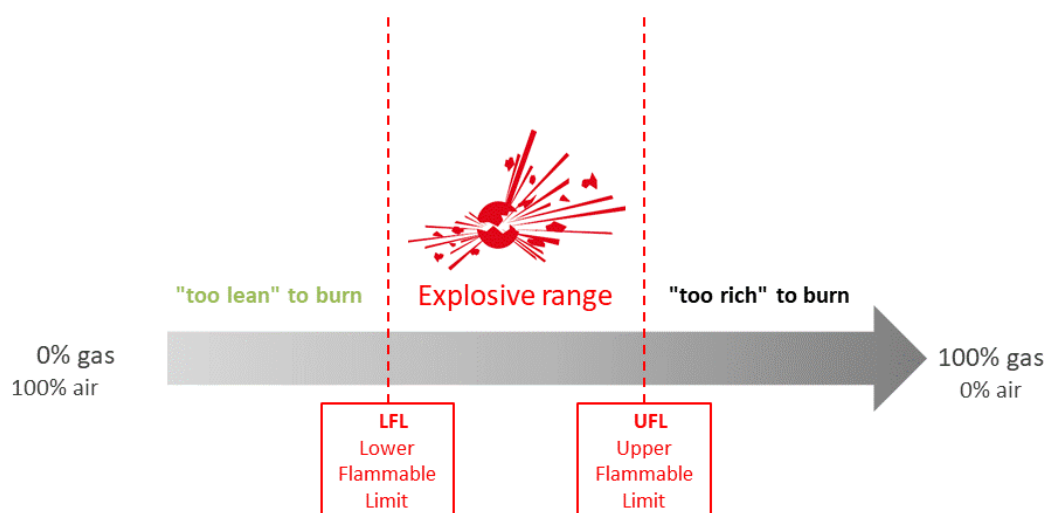 "too lean" to burn
Explosive range
"too rich" to burn
0% gas
100% air
100% gas
0% air
LFL
Lower
Flammable
Limit
UFL
Upper
Flammable
Limit